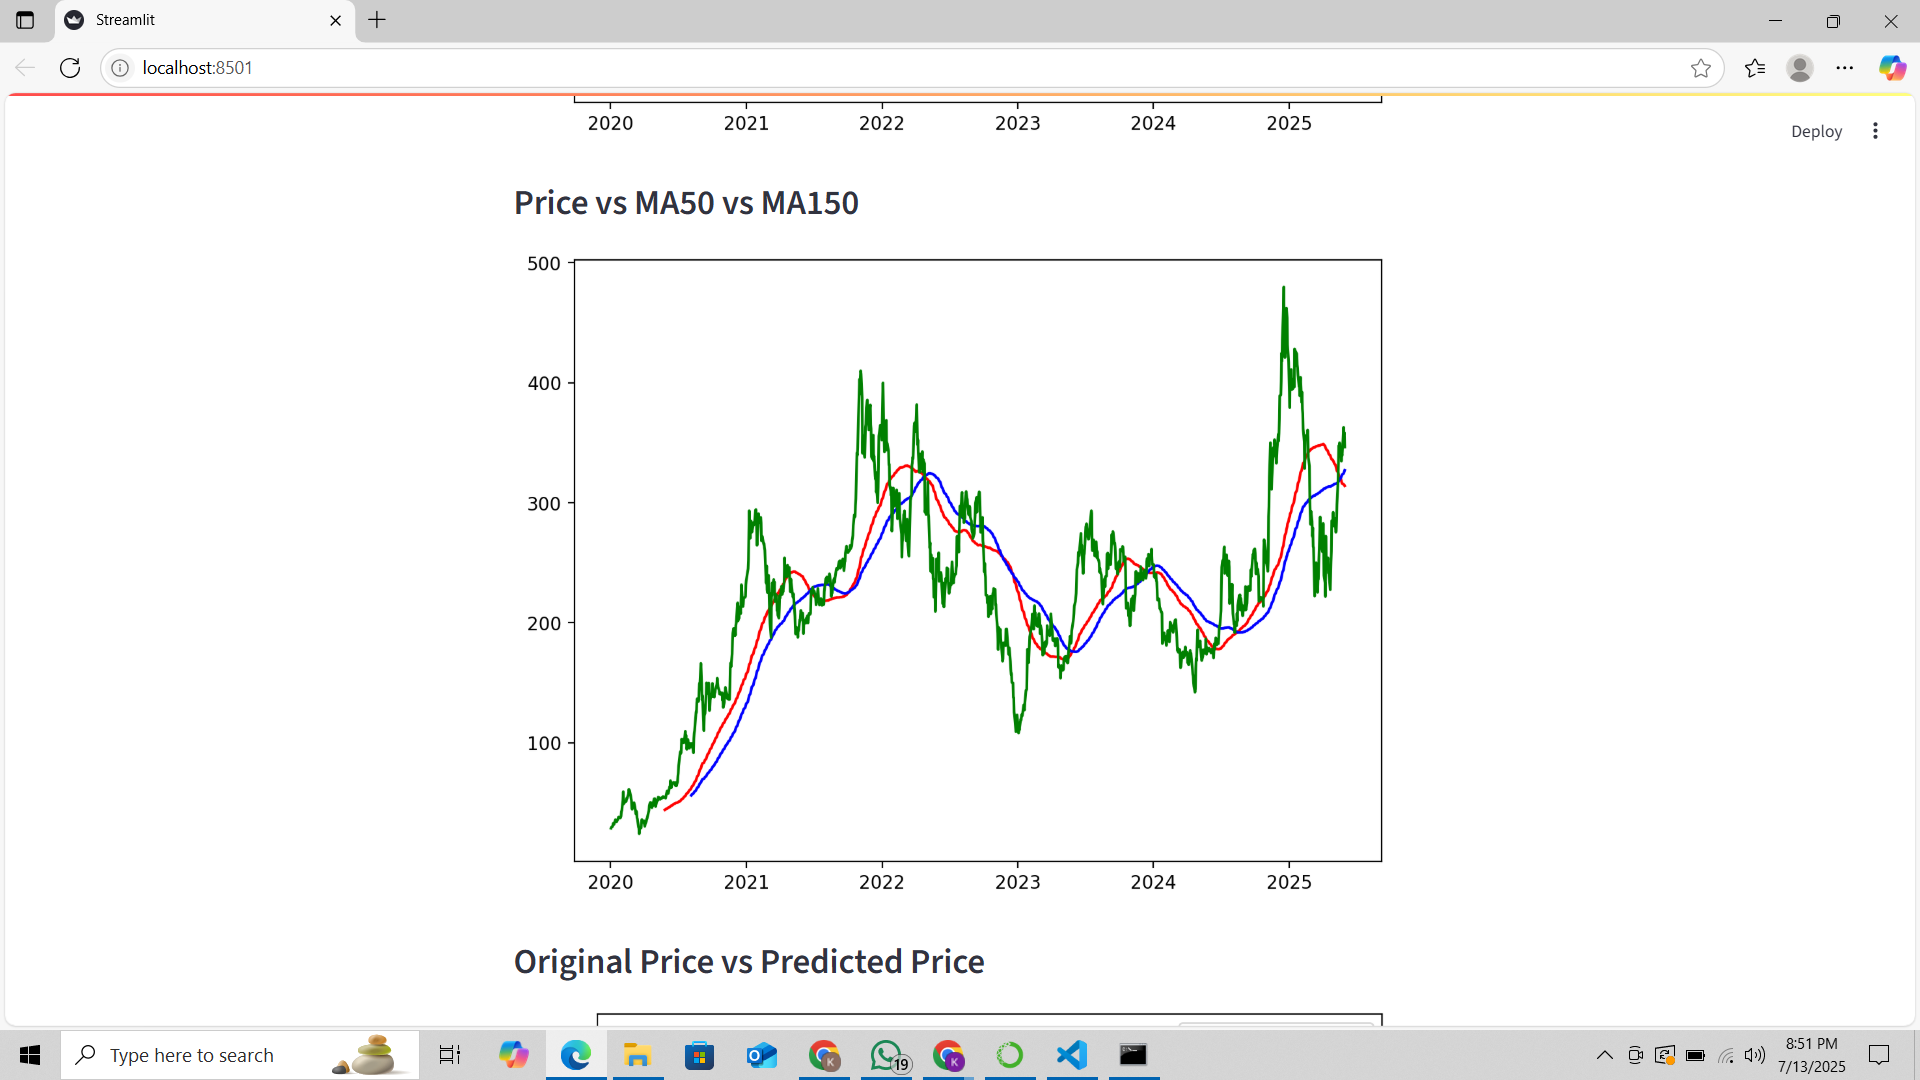 Streamlit
localhost:8501
2020 2021 2022 2023 2024 2025
Deploy
Price vs MA50 vs MA150
500
400
300
200
100
2020 2021 2022 2023 2024 2025
Original Price vs Predicted Price
Type here to search
K
19
K
8:51 PM
7/13/2025